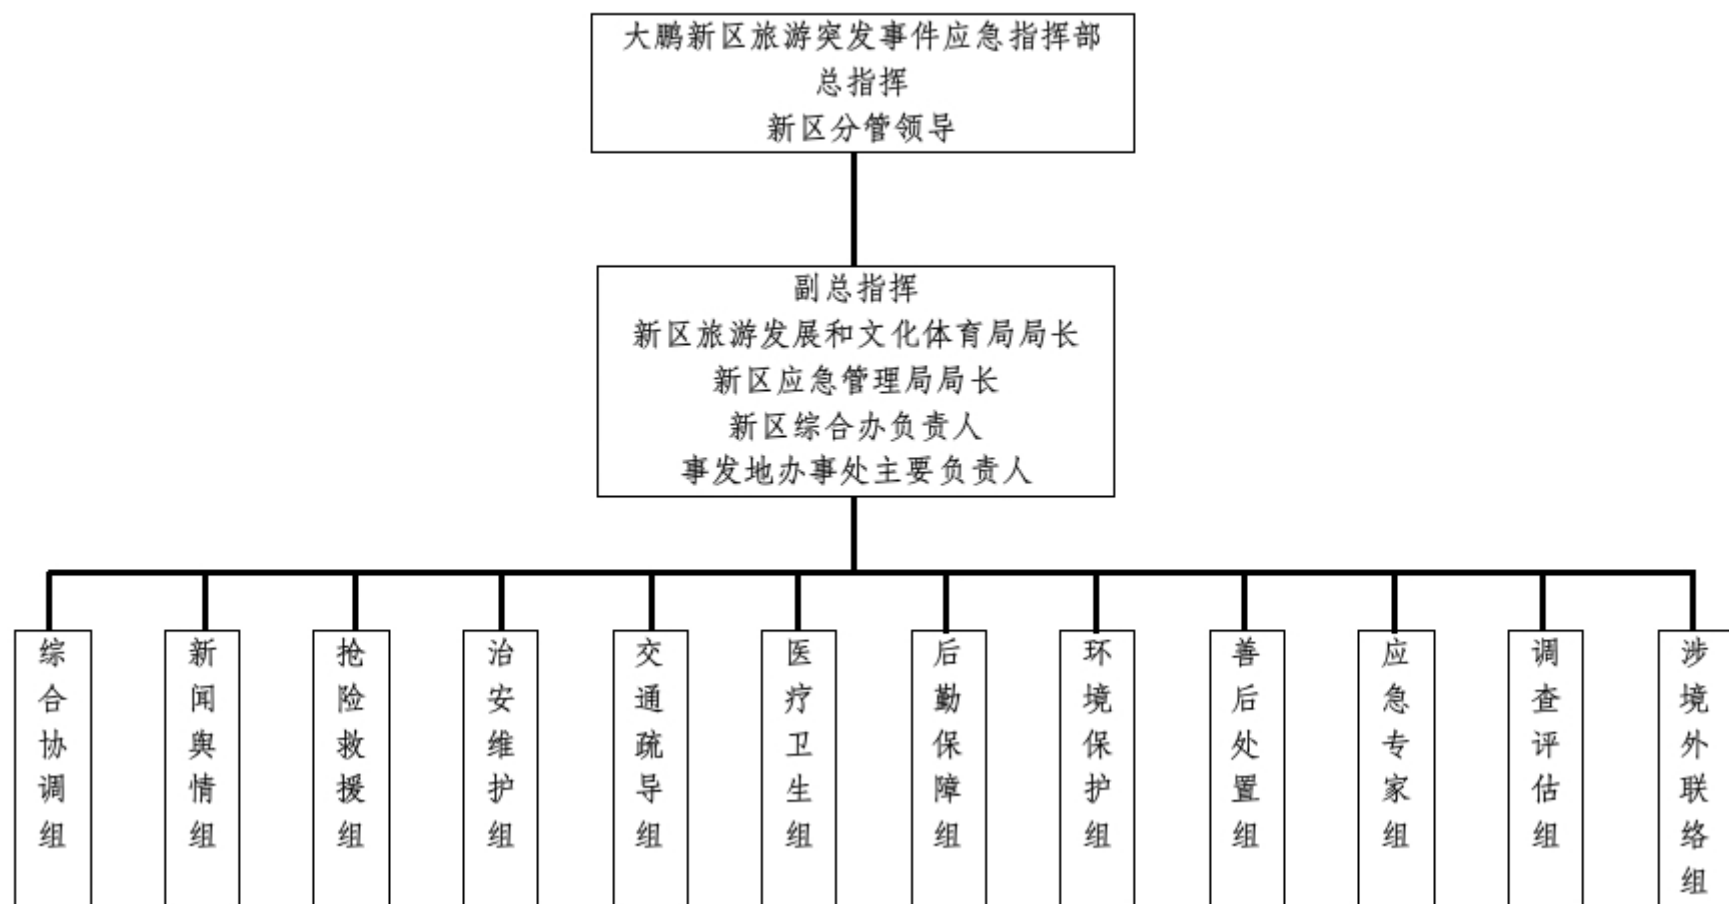 大鹏新区旅游突发事件应急指挥部
总指挥
新区分管领导
副总指挥
新区旅游发展和文化体育局局长
新区应急管理局局长
新区综合办负责人
事发地办事处主要负责人
综合协调组
新闻舆情组
抢险救援组
治安维护组
交通疏导组
医疗卫生组
后勤保障组
环境保护组
善后处置组
应急专家组
调查评估组
涉境外联络组